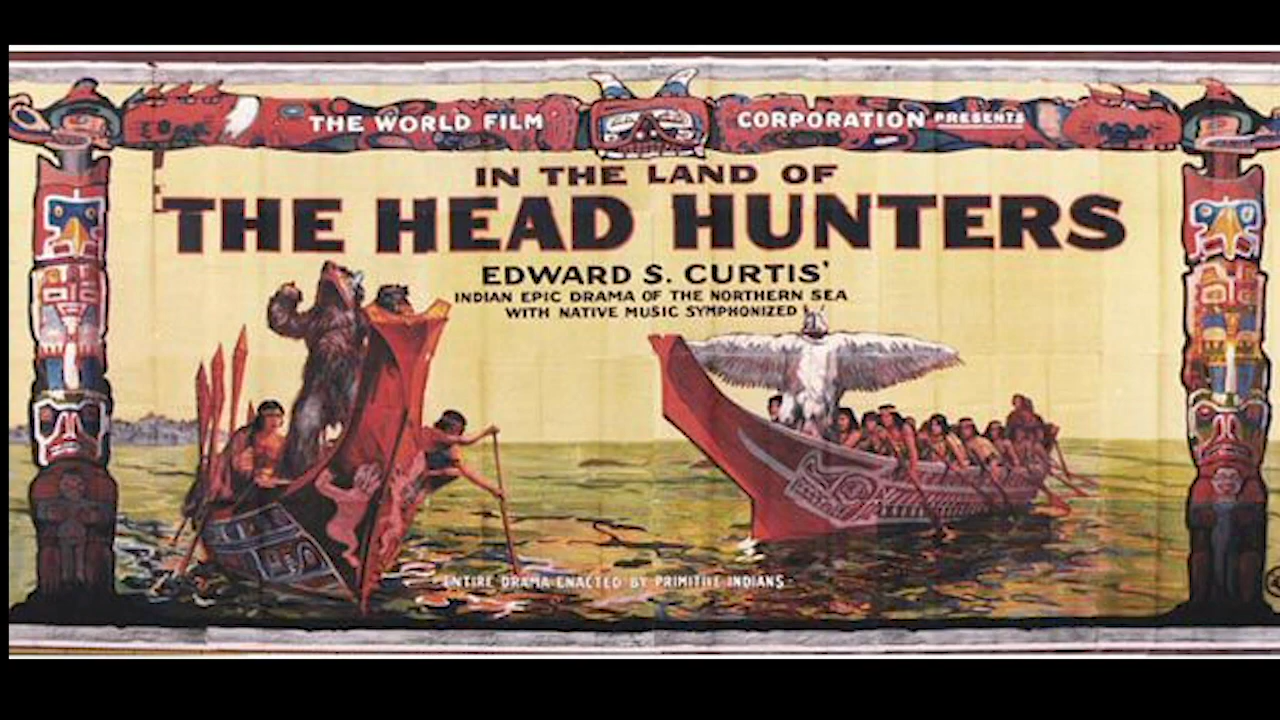 THE WORLD FILM CORPORATION PRESENTS
IN THE LAND OF
THE HEAD HUNTERS
EDWARD S. CURTIS'
INDIAN EPIC DRAMA OF THE NORTHERN SEA
WITH NATIVE MUSIC SYMPHONIZED
ENTIRE DRAMA ENACTED BY PRIMITIVE INDIANS